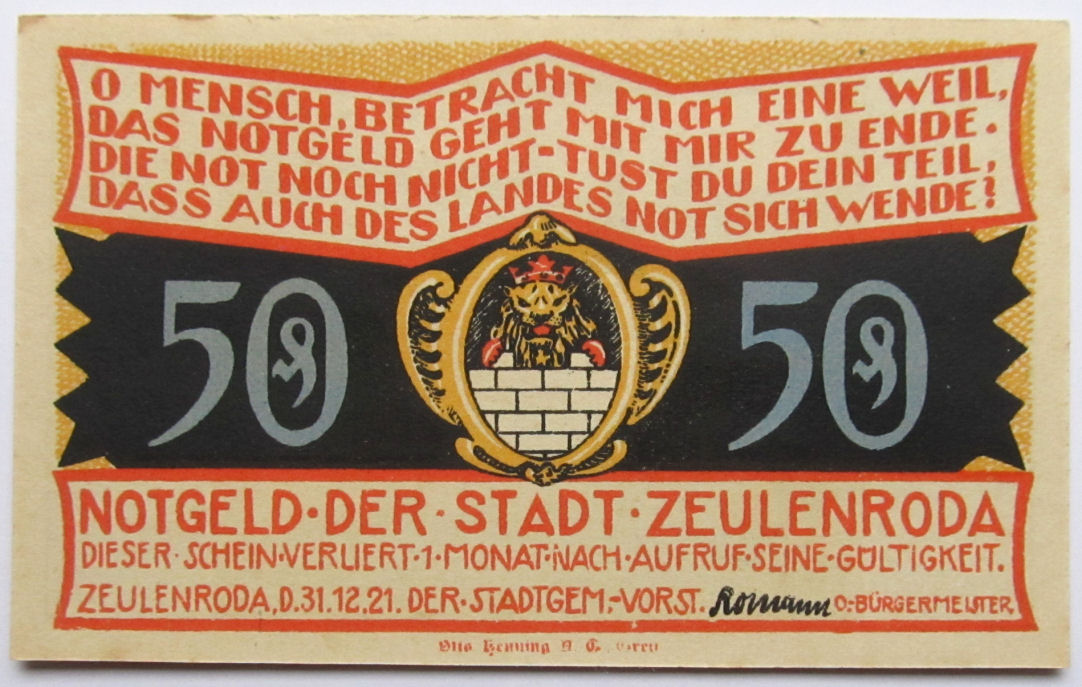 O MENSCH, BETRACHT MICH EINE WEIL,
DAS NOTGELD GEHT MIT MIR ZU ENDE.
DIE NOT NOCH NICHT-TUST DU DEIN TEIL,
DASS AUCH DES LANDES NOT SICH WENDE?
50 ₰ 50 ₰
NOTGELD·DER·STADT·ZEULENRODA
DIESER·SCHEIN·VERLIERT·1·MONAT·NACH·AUFRUF·SEINE·GÜLTIGKEIT.
ZEULENRODA, D. 31.12.21. DER·STADTGEM.-VORST. Romann O.-BÜRGERMEISTER
Otto Henning A. G. Greiz